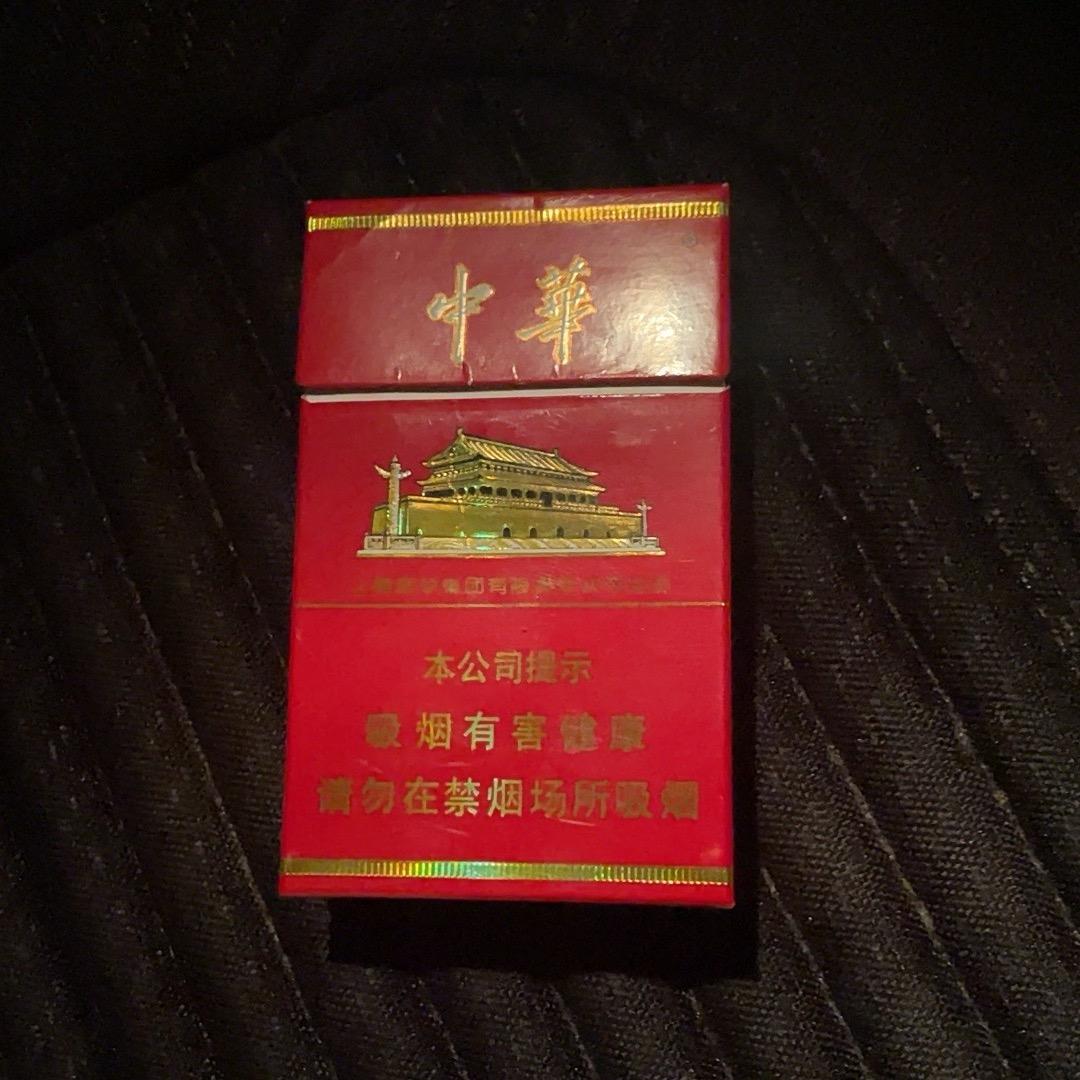 中華
本公司提示
吸烟有害健康
请勿在禁烟场所吸烟